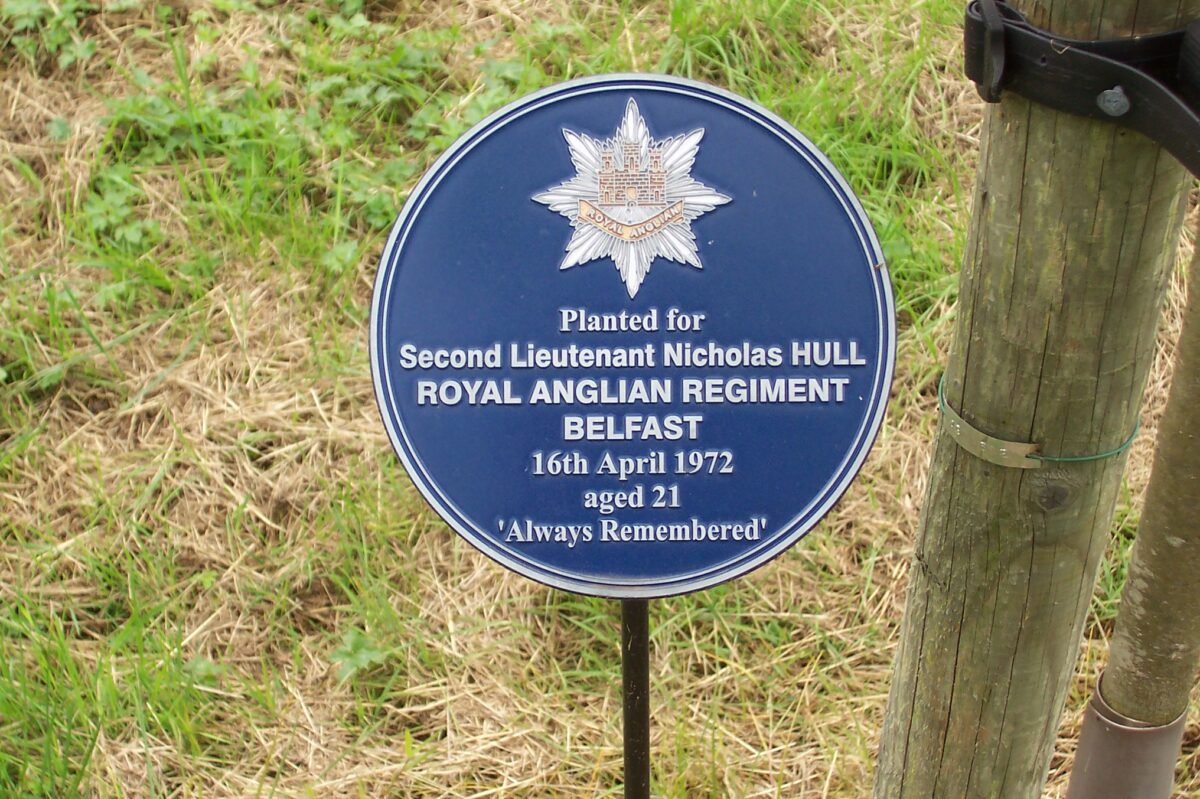 ROYAL ANGLIAN
Planted for
Second Lieutenant Nicholas HULL
ROYAL ANGLIAN REGIMENT
BELFAST
16th April 1972
aged 21
'Always Remembered'